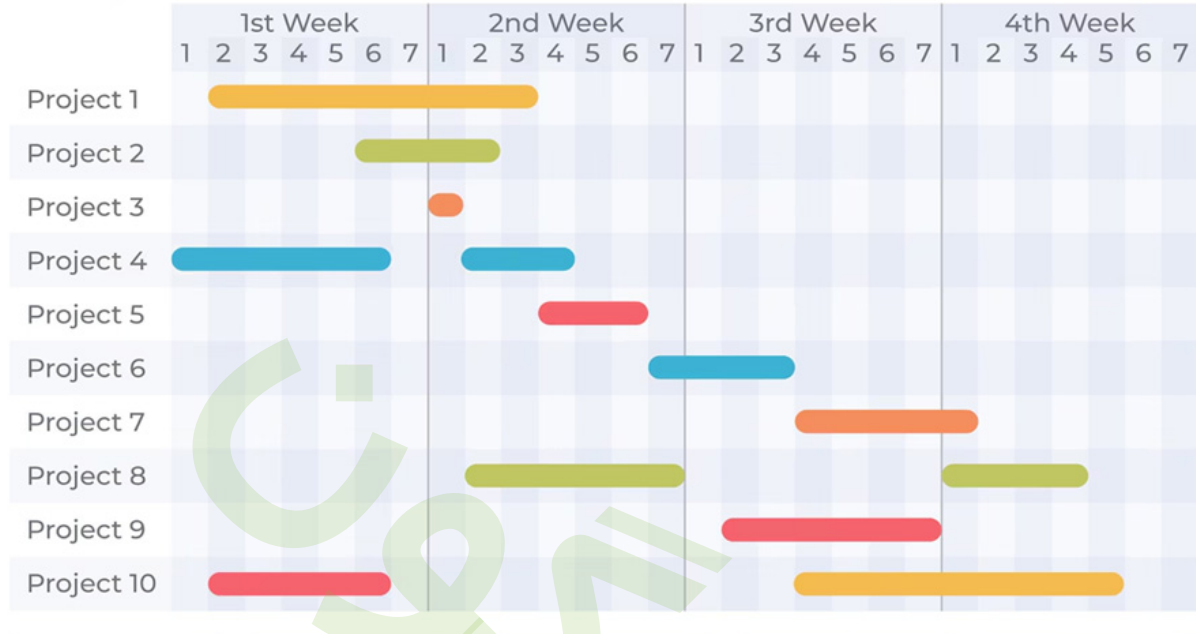 1st Week 2nd Week 3rd Week 4th Week
1 2 3 4 5 6 7 1 2 3 4 5 6 7 1 2 3 4 5 6 7 1 2 3 4 5 6 7
Project 1
Project 2
Project 3
Project 4
Project 5
Project 6
Project 7
Project 8
Project 9
Project 10